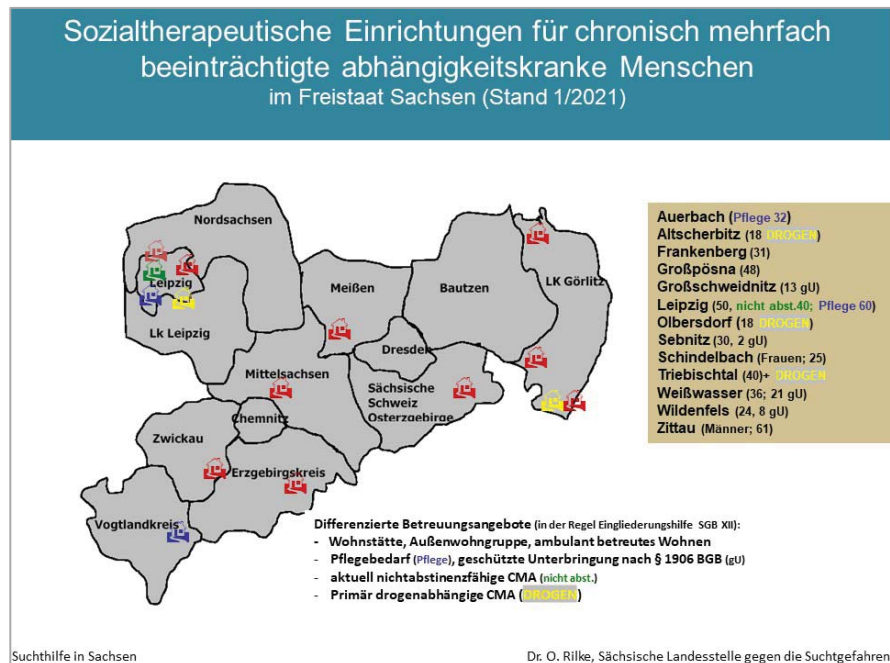 Sozialtherapeutische Einrichtungen für chronisch mehrfach
beeinträchtigte abhängigkeitskranke Menschen
im Freistaat Sachsen (Stand 1/2021)
Nordsachsen
Leipzig
Lk Leipzig
Meißen
Bautzen
LK Görlitz
Dresden
Mittelsachsen
Sächsische
Schweiz
Osterzgebirge
Chemnitz
Zwickau
Erzgebirgskreis
Vogtlandkreis
Auerbach (Pflege 32)
Altscherbitz (18 DROGEN)
Frankenberg (31)
Großpösna (48)
Großschweidnitz (13 gU)
Leipzig (50, nicht abst.40; Pflege 60)
Olbersdorf (18 DROGEN)
Sebnitz (30, 2 gU)
Schindelbach (Frauen; 25)
Triebischtal (40)+ DROGEN
Weißwasser (36; 21 gU)
Wildenfels (24, 8 gU)
Zittau (Männer; 61)
Differenzierte Betreuungsangebote (in der Regel Eingliederungshilfe SGB XII):
- Wohnstätte, Außenwohngruppe, ambulant betreutes Wohnen
- Pflegebedarf (Pflege), geschützte Unterbringung nach § 1906 BGB (gU)
- aktuell nichtabstinenzfähige CMA (nicht abst.)
- Primär drogenabhängige CMA (DROGEN)
Suchthilfe in Sachsen
Dr. O. Rilke, Sächsische Landesstelle gegen die Suchtgefahren